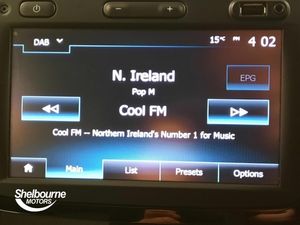 DAB
15°C
PM
4 02
N. Ireland
Pop M
EPG
Cool FM
Cool FM -- Northern Ireland's Number 1 for Music
Main
List
Presets
Options
Shelbourne
MOTORS